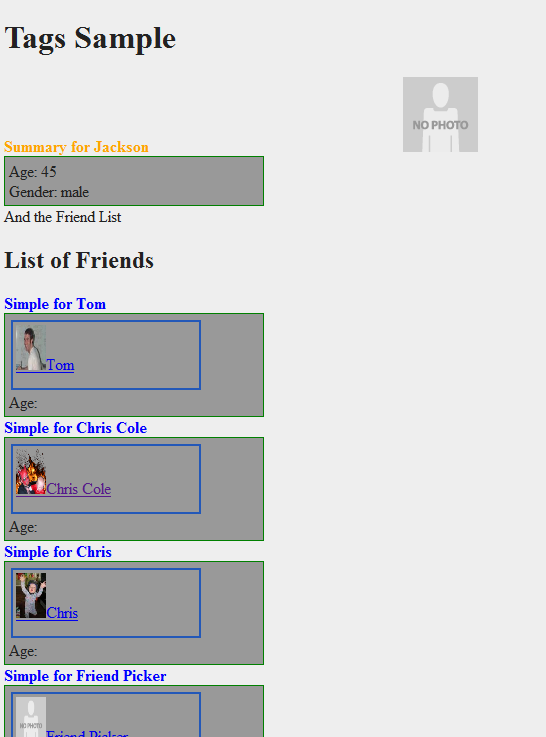 Tags Sample
NO PHOTO
Summary for Jackson
Age: 45
Gender: male
And the Friend List
List of Friends
Simple for Tom
Tom
Age:
Simple for Chris Cole
Chris Cole
Age:
Simple for Chris
Chris
Age:
Simple for Friend Picker
NO PHOTO
Friend Picker